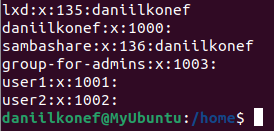 lxd:x:135:daniilkonef
daniilkonef:x:1000:
sambashare:x:136:daniilkonef
group-for-admins:x:1003:
user1:x:1001:
user2:x:1002:
daniilkonef@MyUbuntu:/home$